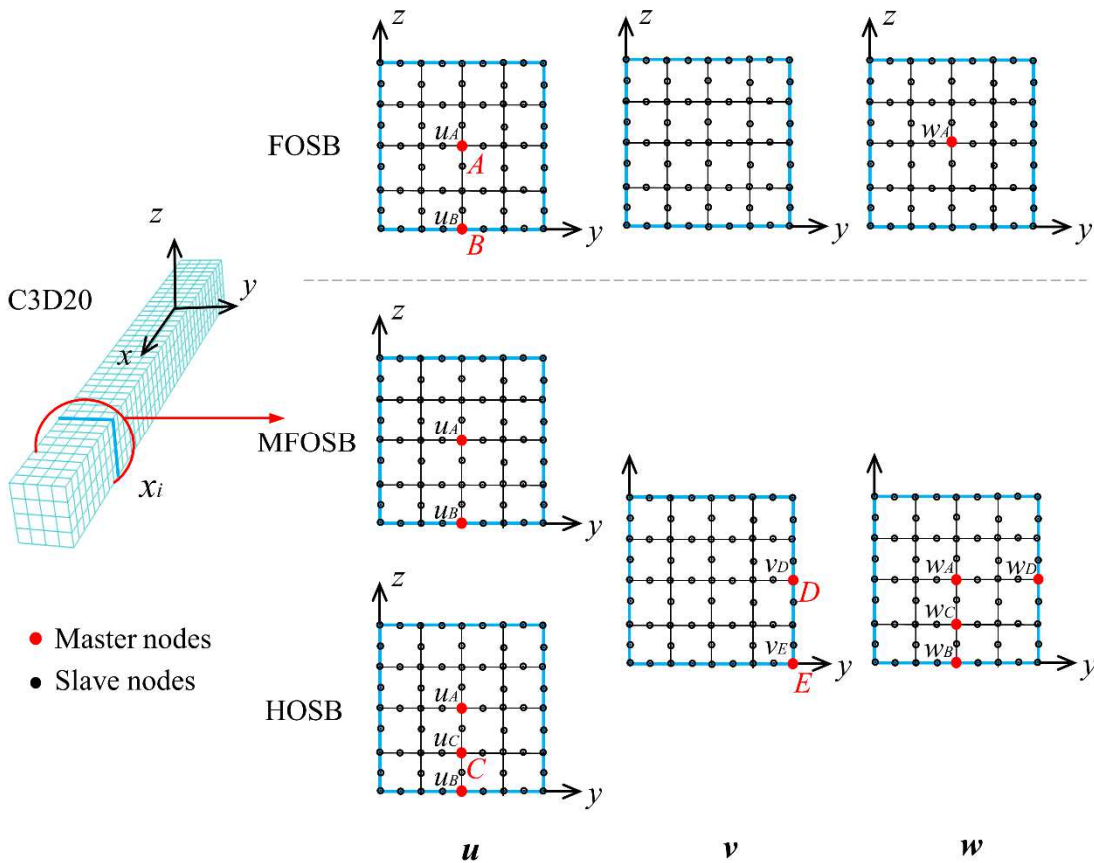 z
z
z
FOSB
u_A
A
w_A
u_B
B
y
y
y
z
C3D20
y
x
z
MFOSB
u_A
x_i
u_B
y
z
v_D
D
w_A
w_D
w_C
v_E
E
y
w_B
y
Master nodes
Slave nodes
HOSB
u_A
u_C
C
u_B
y
u
v
w